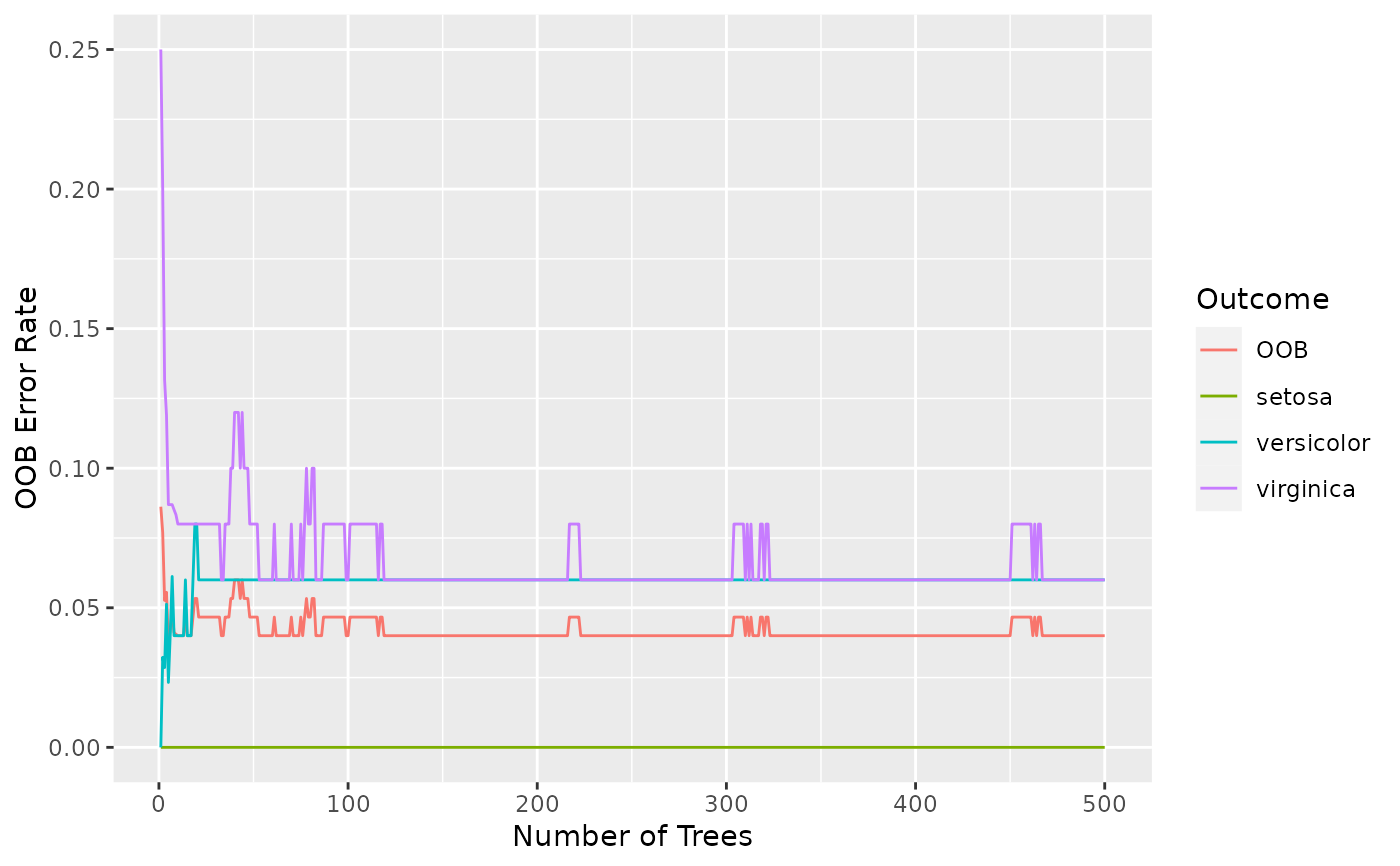 0.25
0.20
0.15
0.10
0.05
0.00
OOB Error Rate
0 100 200 300 400 500
Number of Trees
Outcome
OOB
setosa
versicolor
virginica